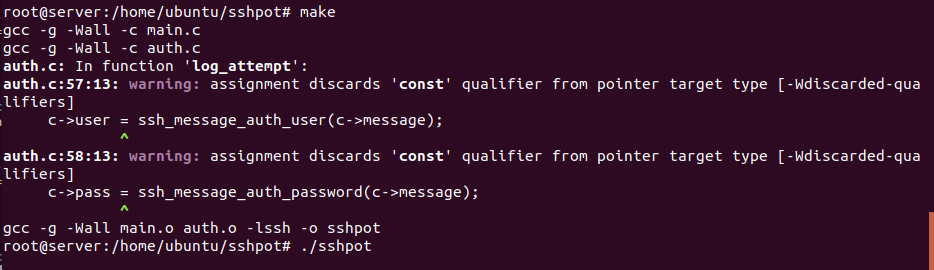 root@server:/home/ubuntu/sshpot# make
gcc -g -Wall -c main.c
gcc -g -Wall -c auth.c
auth.c: In function 'log_attempt':
auth.c:57:13: warning: assignment discards 'const' qualifier from pointer target type [-Wdiscarded-qua
lifiers]
     c->user = ssh_message_auth_user(c->message);
             ^
auth.c:58:13: warning: assignment discards 'const' qualifier from pointer target type [-Wdiscarded-qua
lifiers]
     c->pass = ssh_message_auth_password(c->message);
             ^
gcc -g -Wall main.o auth.o -lssh -o sshpot
root@server:/home/ubuntu/sshpot# ./sshpot